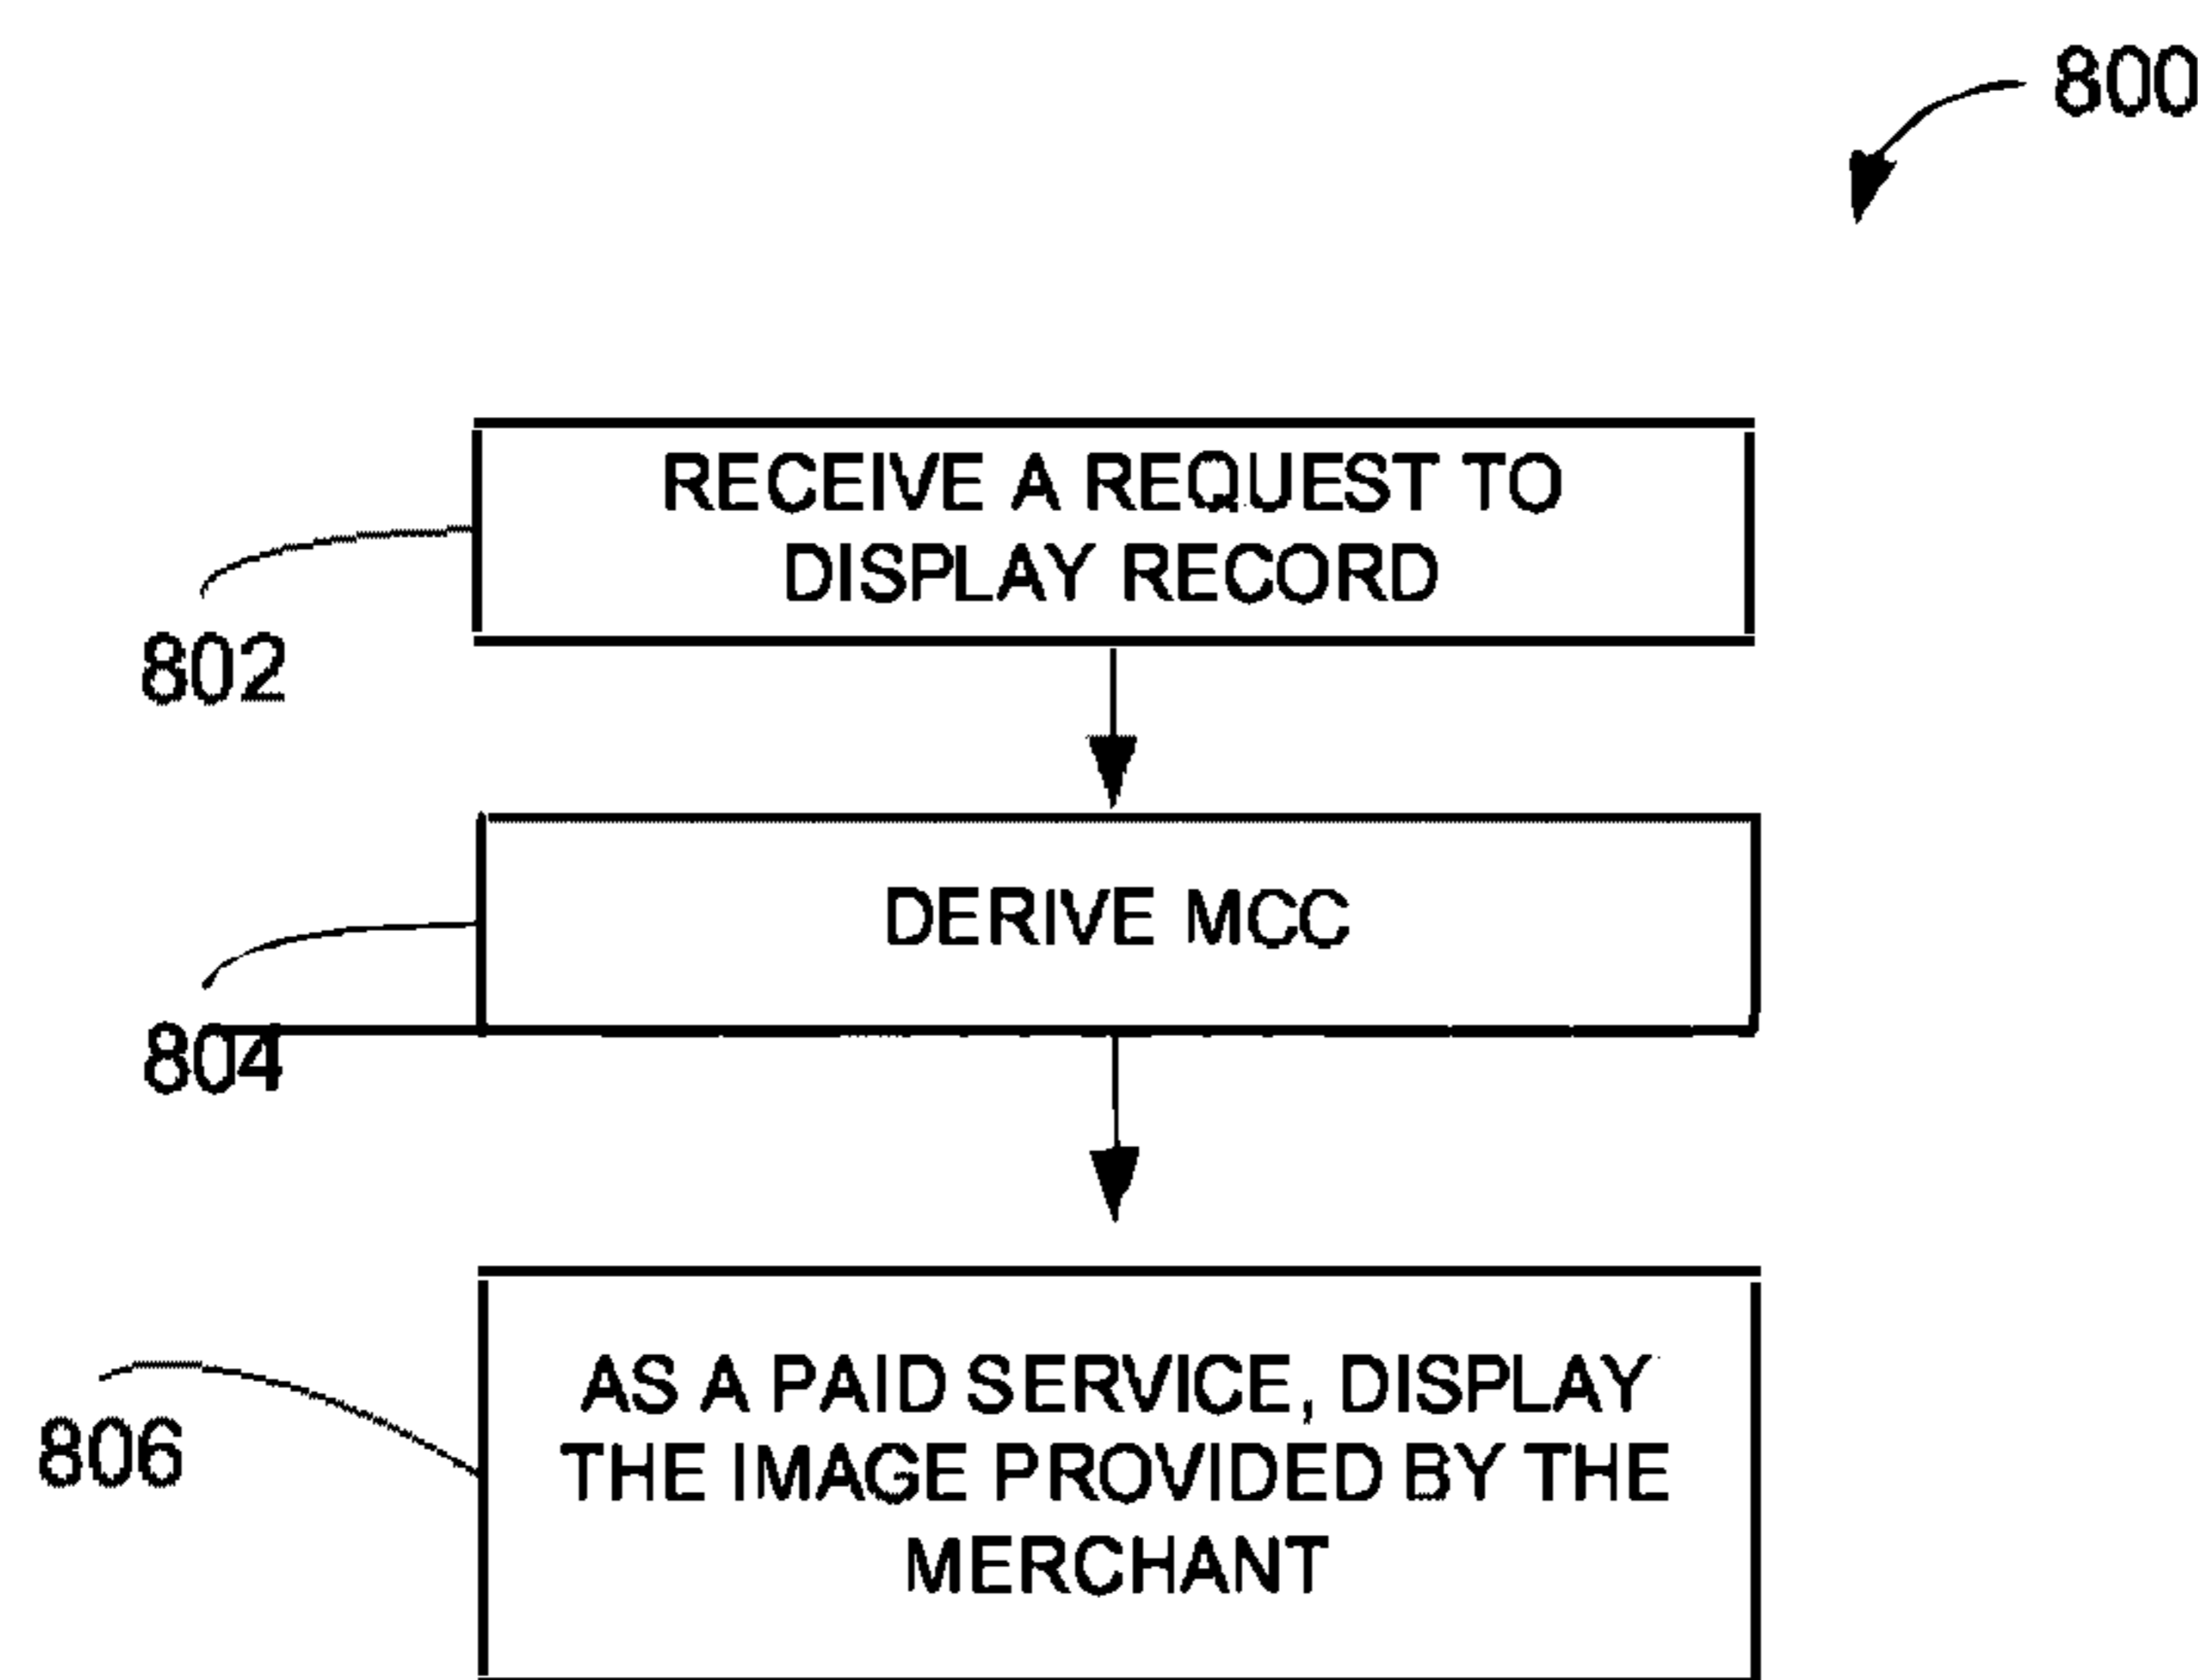 800
RECEIVE A REQUEST TO
DISPLAY RECORD
802
DERIVE MCC
804
AS A PAID SERVICE, DISPLAY
THE IMAGE PROVIDED BY THE
MERCHANT
806